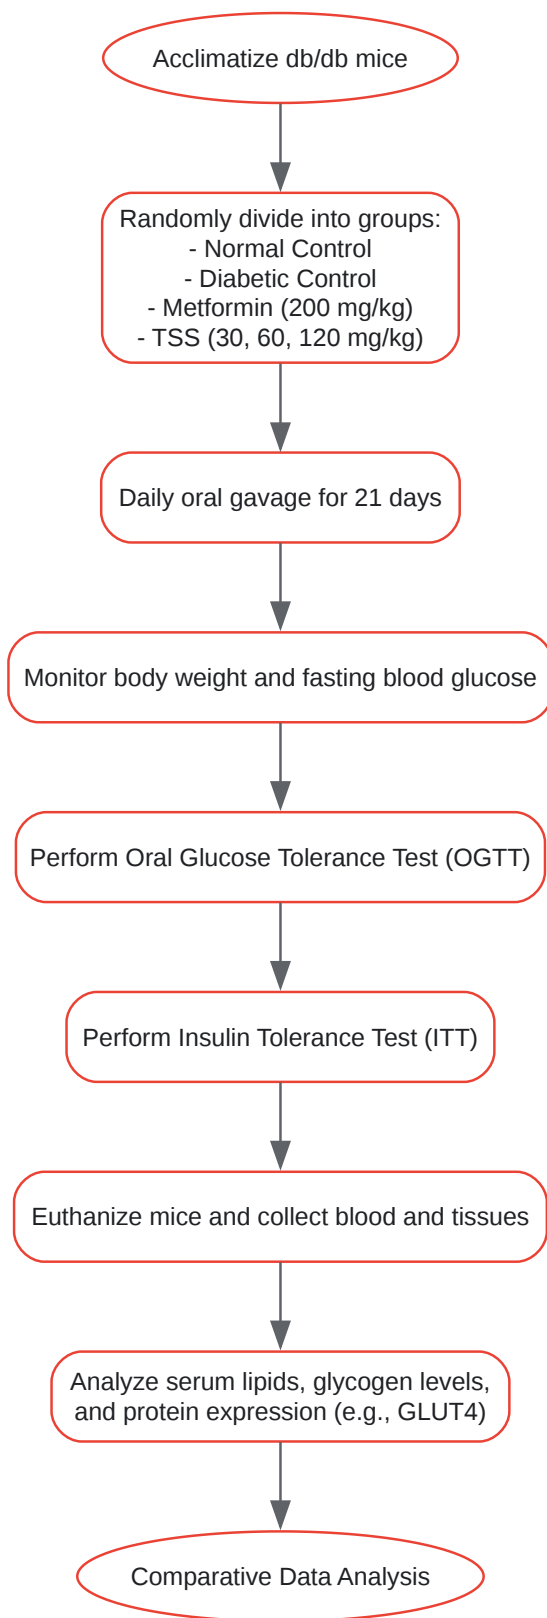 Acclimatize db/db mice
Randomly divide into groups:
- Normal Control
- Diabetic Control
- Metformin (200 mg/kg)
- TSS (30, 60, 120 mg/kg)
Daily oral gavage for 21 days
Monitor body weight and fasting blood glucose
Perform Oral Glucose Tolerance Test (OGTT)
Perform Insulin Tolerance Test (ITT)
Euthanize mice and collect blood and tissues
Analyze serum lipids, glycogen levels,
and protein expression (e.g., GLUT4)
Comparative Data Analysis